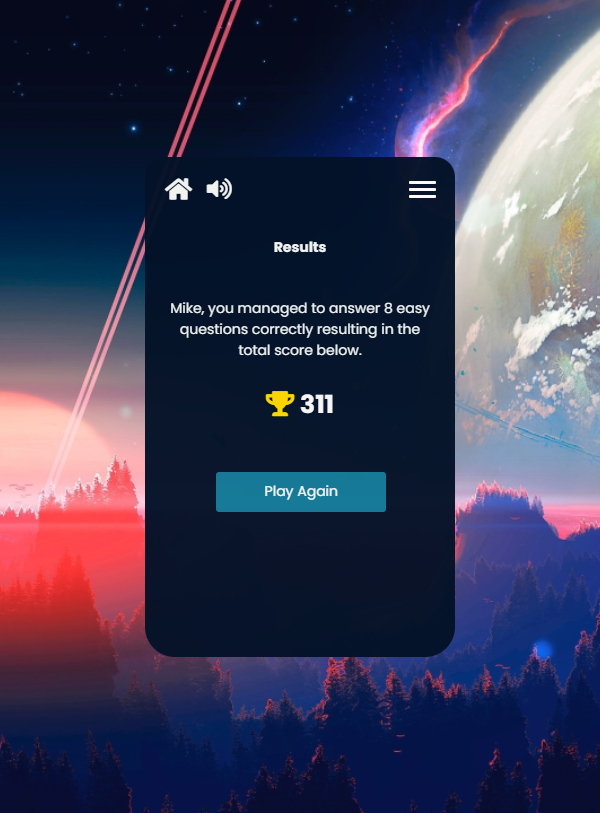 Results
Mike, you managed to answer 8 easy
questions correctly resulting in the
total score below.
311
Play Again